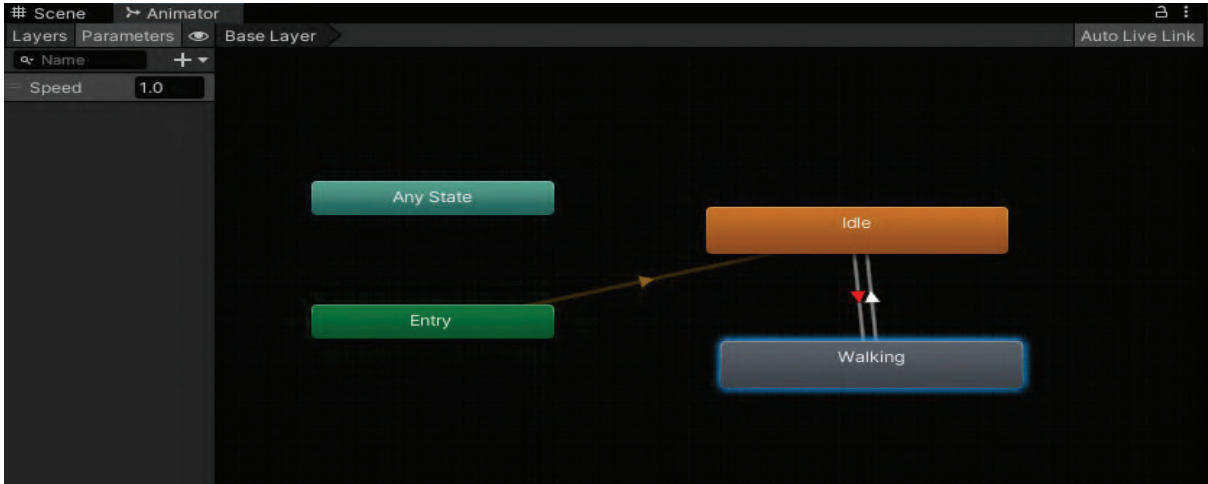 Scene Animator
Layers Parameters Base Layer Auto Live Link
Name
Speed 1.0
Any State
Idle
Entry
Walking